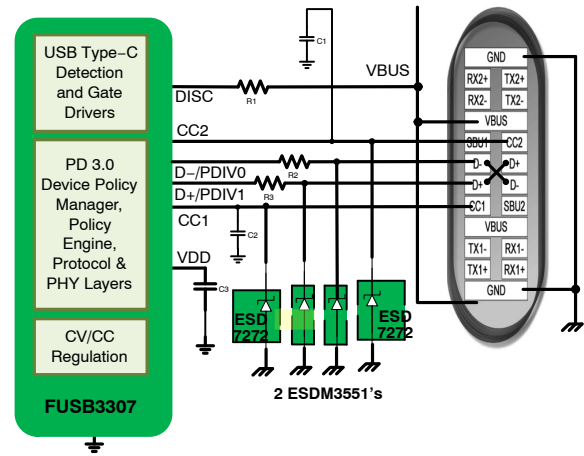 USB Type−C
Detection
and Gate
Drivers
PD 3.0
Device Policy
Manager,
Policy
Engine,
Protocol &
PHY Layers
CV/CC
Regulation
FUSB3307
DISC
CC2
D−/PDIV0
D+/PDIV1
CC1
VDD
C1
R1
R2
R3
C2
C3
VBUS
ESD
7272
ESD
7272
2 ESDM3551's
GND
RX2+ TX2+
RX2- TX2-
VBUS
SBU1 CC2
D- D+
D+ D-
CC1 SBU2
VBUS
TX1- RX1-
TX1+ RX1+
GND